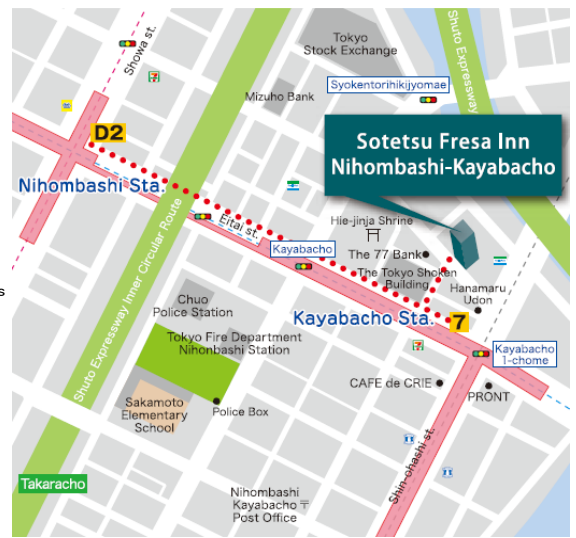 Tokyo
Stock Exchange
Shuto Expressway
Showa st.
Mizuho Bank
Syokentorihikijyomae
D2
Sotetsu Fresa Inn
Nihombashi-Kayabacho
Nihombashi Sta.
Hie-jinja Shrine
Eitai st.
Kayabacho
The 77 Bank
The Tokyo Shoken
Building
Hanamaru
Udon
s
Chuo
Police Station
Kayabacho Sta.
7
Shuto Expressway Inner Circular Route
Tokyo Fire Department
Nihonbashi Station
Kayabacho
1-chome
CAFE de CRIE
PRONT
Sakamoto
Elementary
School
Police Box
Shin-ohashi st.
Takaracho
Nihombashi
Kayabacho 〒
Post Office